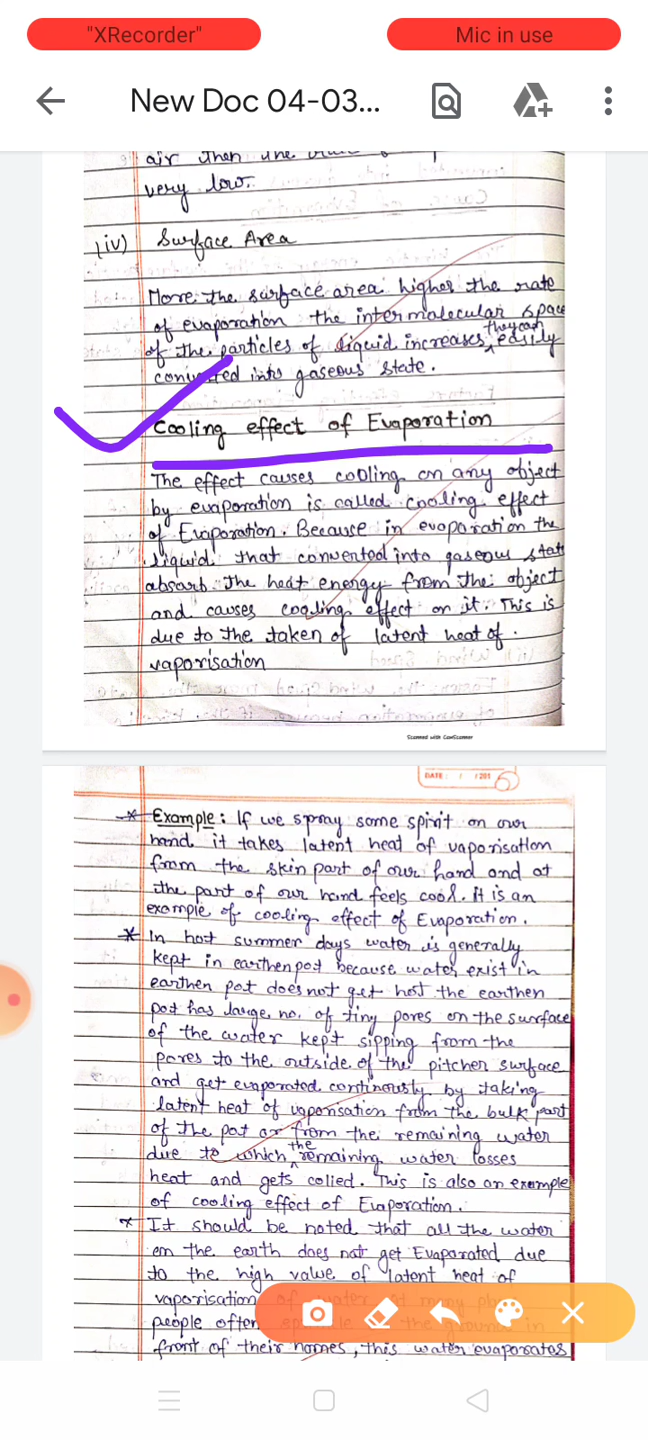 "XRecorder"
Mic in use
New Doc 04-03...
air then the
very low.
(iv) Surface Area
More the surface area higher the rate
of evaporation the intermolecular space
of the particles of liquid increases, they can easily
converted into gaseous state.
Cooling effect of Evaporation
The effect causes cooling on any object
by evaporation is called cooling effect
of Evaporation. Because in evaporation the
liquid that converted into gaseous state
absorb the heat energy from the object
and causes cooling effect on it. This is
due to the taken of latent heat of
vaporisation
Scanned with CamScanner
DATE: / /201
6
* Example: If we spray some spirit on our
hand it takes latent heat of vaporisation
from the skin part of our hand and at
the part of our hand feels cool. it is an
example of cooling effect of Evaporation.
* In hot summer days water is generally
kept in earthen pot because water exist in
earthen pot does not get hot the earthen
pot has large no. of tiny pores on the surface
of the water kept sipping from the
pores to the outside of the pitcher surface
and get evaporated continously by taking
latent heat of vaporisation from the bulk part
of the pot or from the remaining water
due to which the remaining water losses
heat and gets colled. This is also an example
of cooling effect of Evaporation.
* It should be noted that all the water
on the earth does not get Evaporated due
to the high value of latent heat of
vaporisation
people often the in
front of their homes, this water evaporates